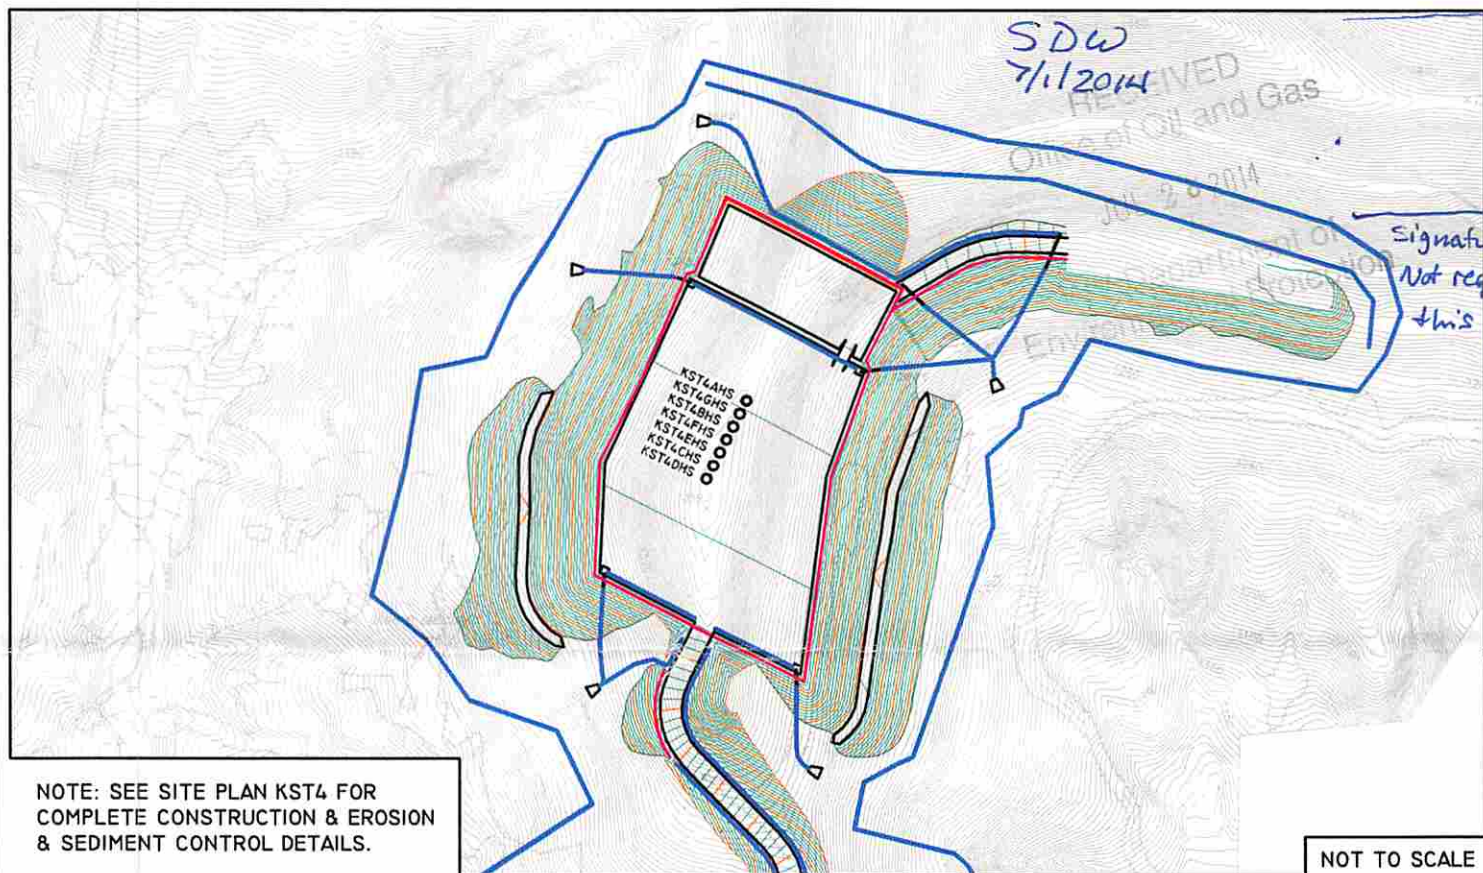 SDW
7/1/2014
RECEIVED
Office of Oil and Gas
JUL 2 8 2014
Department of
Environmental Protection
Not
this
KST4AHS
KST4GHS
KST4BHS
KST4FHS
KST4EHS
KST4CHS
KST4DHS
NOTE: SEE SITE PLAN KST4 FOR
COMPLETE CONSTRUCTION & EROSION
& SEDIMENT CONTROL DETAILS.
NOT TO SCALE